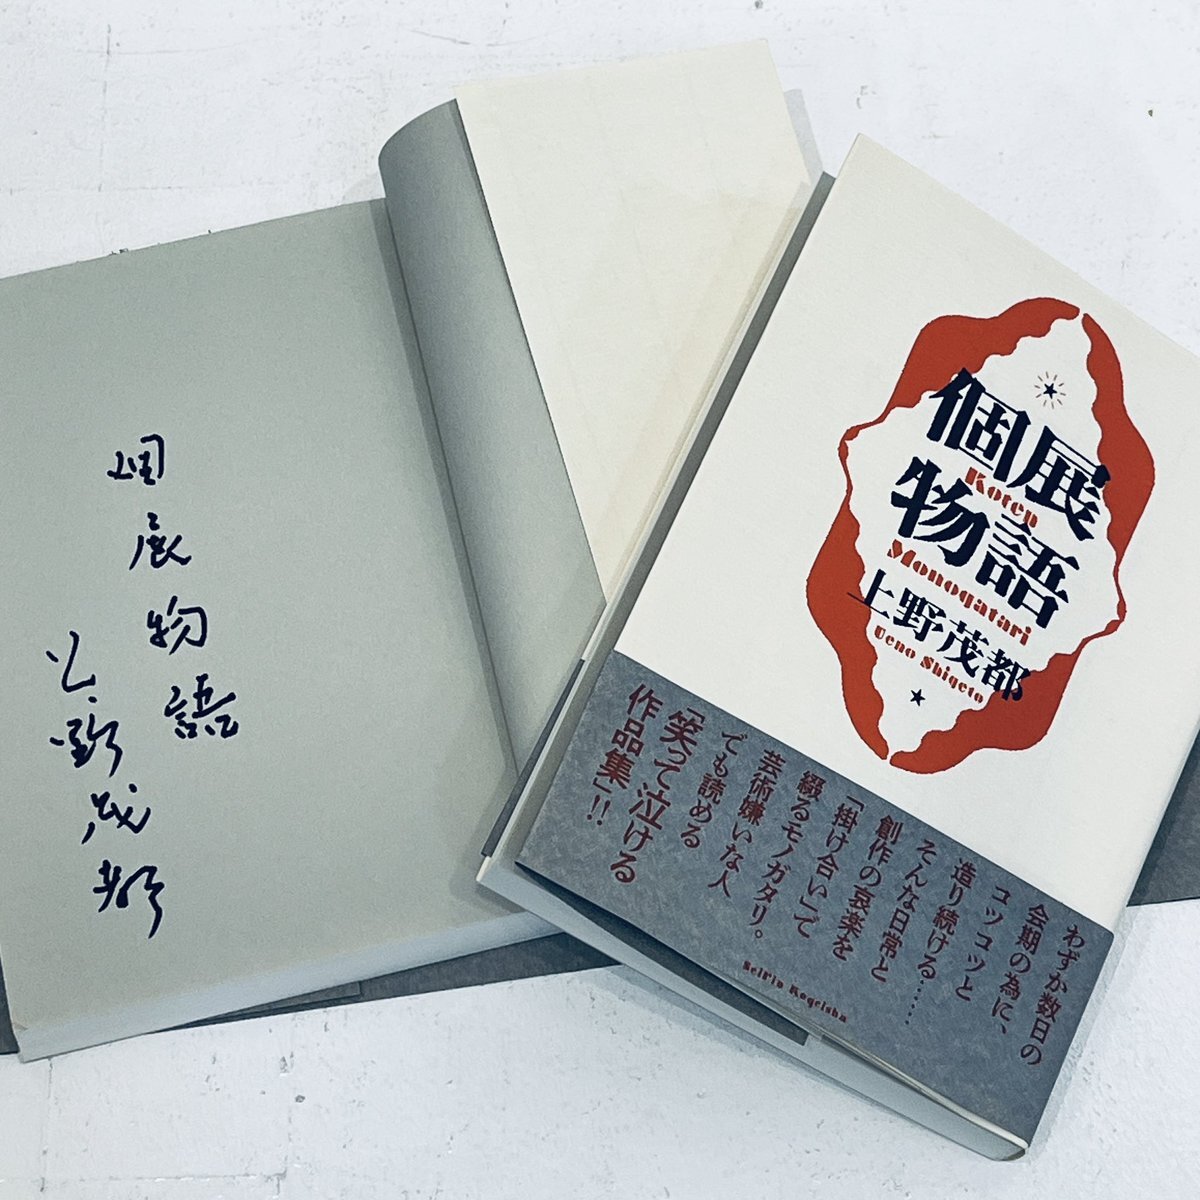 個展物語
上野茂都
個展
Koten
物語
Monogatari
上野茂都
Ueno Shigeto
わずか数日の
会期の為に、
コツコツと
造り続ける……
そんな日常と
創作の哀楽を
「掛け合い」で
綴るモノガタリ。
芸術嫌いな人
でも読める
「笑って泣ける
作品集」!!
Seirin Kogeisha